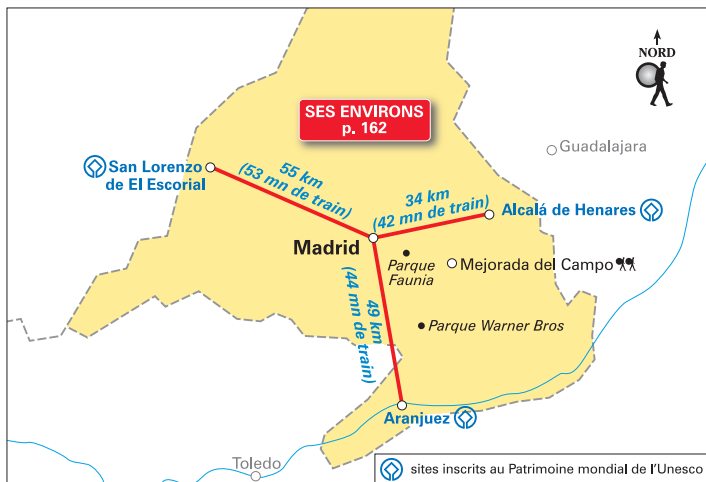 NORD
SES ENVIRONS
p. 162
Guadalajara
San Lorenzo
de El Escorial
55 km
(53 mn de train)
34 km
(42 mn de train)
Alcalá de Henares
Madrid
Parque
Faunia
Mejorada del Campo
49 km
(44 mn de train)
Parque Warner Bros
Aranjuez
Toledo
sites inscrits au Patrimoine mondial de l'Unesco